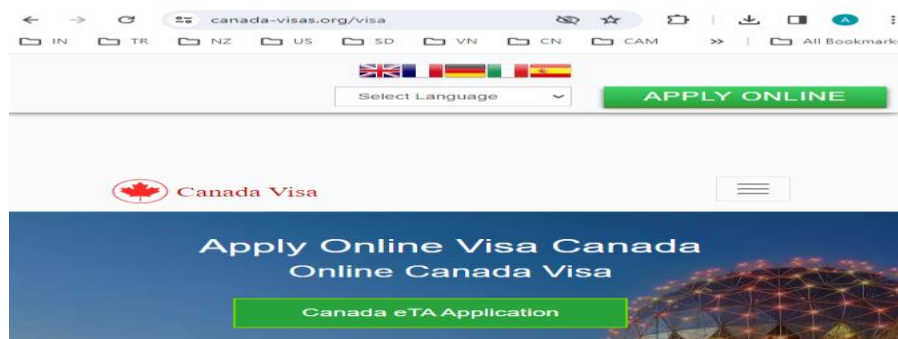 canada-visas.org/visa
IN TR NZ US SD VN CN CAM » All Bookmark
Select Language
APPLY ONLINE
Canada Visa
Apply Online Visa Canada
Online Canada Visa
Canada eTA Application